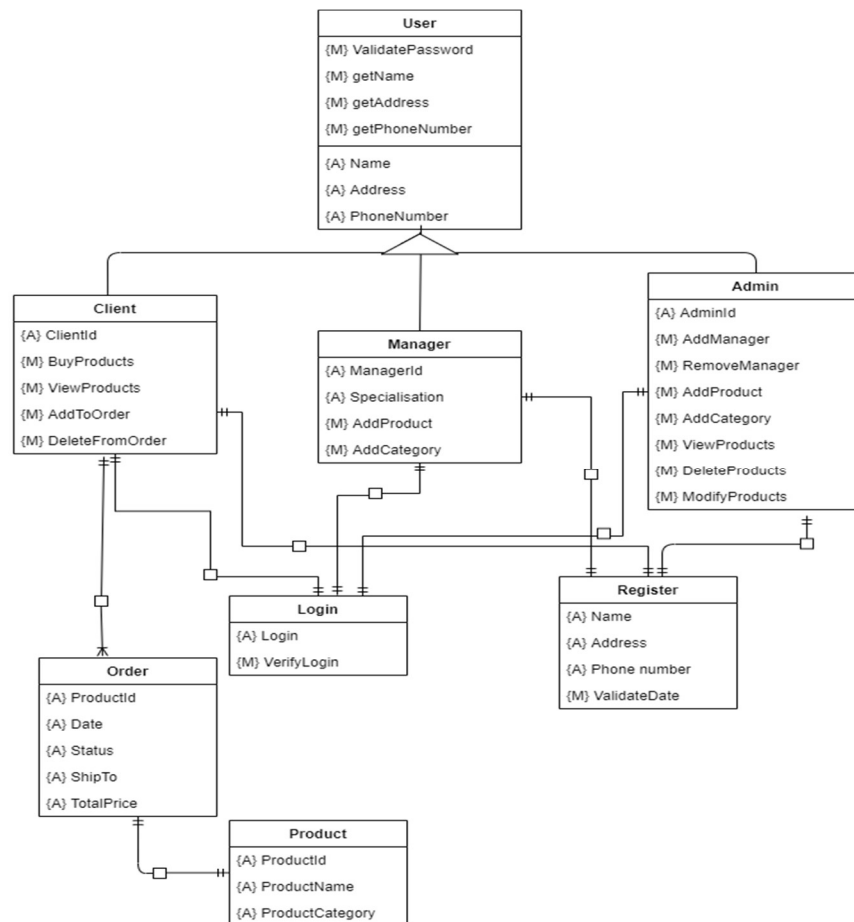 User
{M} ValidatePassword
{M} getName
{M} getAddress
{M} getPhoneNumber
{A} Name
{A} Address
{A} PhoneNumber
Client
{A} ClientId
{M} BuyProducts
{M} ViewProducts
{M} AddToOrder
{M} DeleteFromOrder
Manager
{A} ManagerId
{A} Specialisation
{M} AddProduct
{M} AddCategory
Admin
{A} AdminId
{M} AddManager
{M} RemoveManager
{M} AddProduct
{M} AddCategory
{M} ViewProducts
{M} DeleteProducts
{M} ModifyProducts
Login
{A} Login
{M} VerifyLogin
Register
{A} Name
{A} Address
{A} Phone number
{M} ValidateDate
Order
{A} ProductId
{A} Date
{A} Status
{A} ShipTo
{A} TotalPrice
Product
{A} ProductId
{A} ProductName
{A} ProductCategory